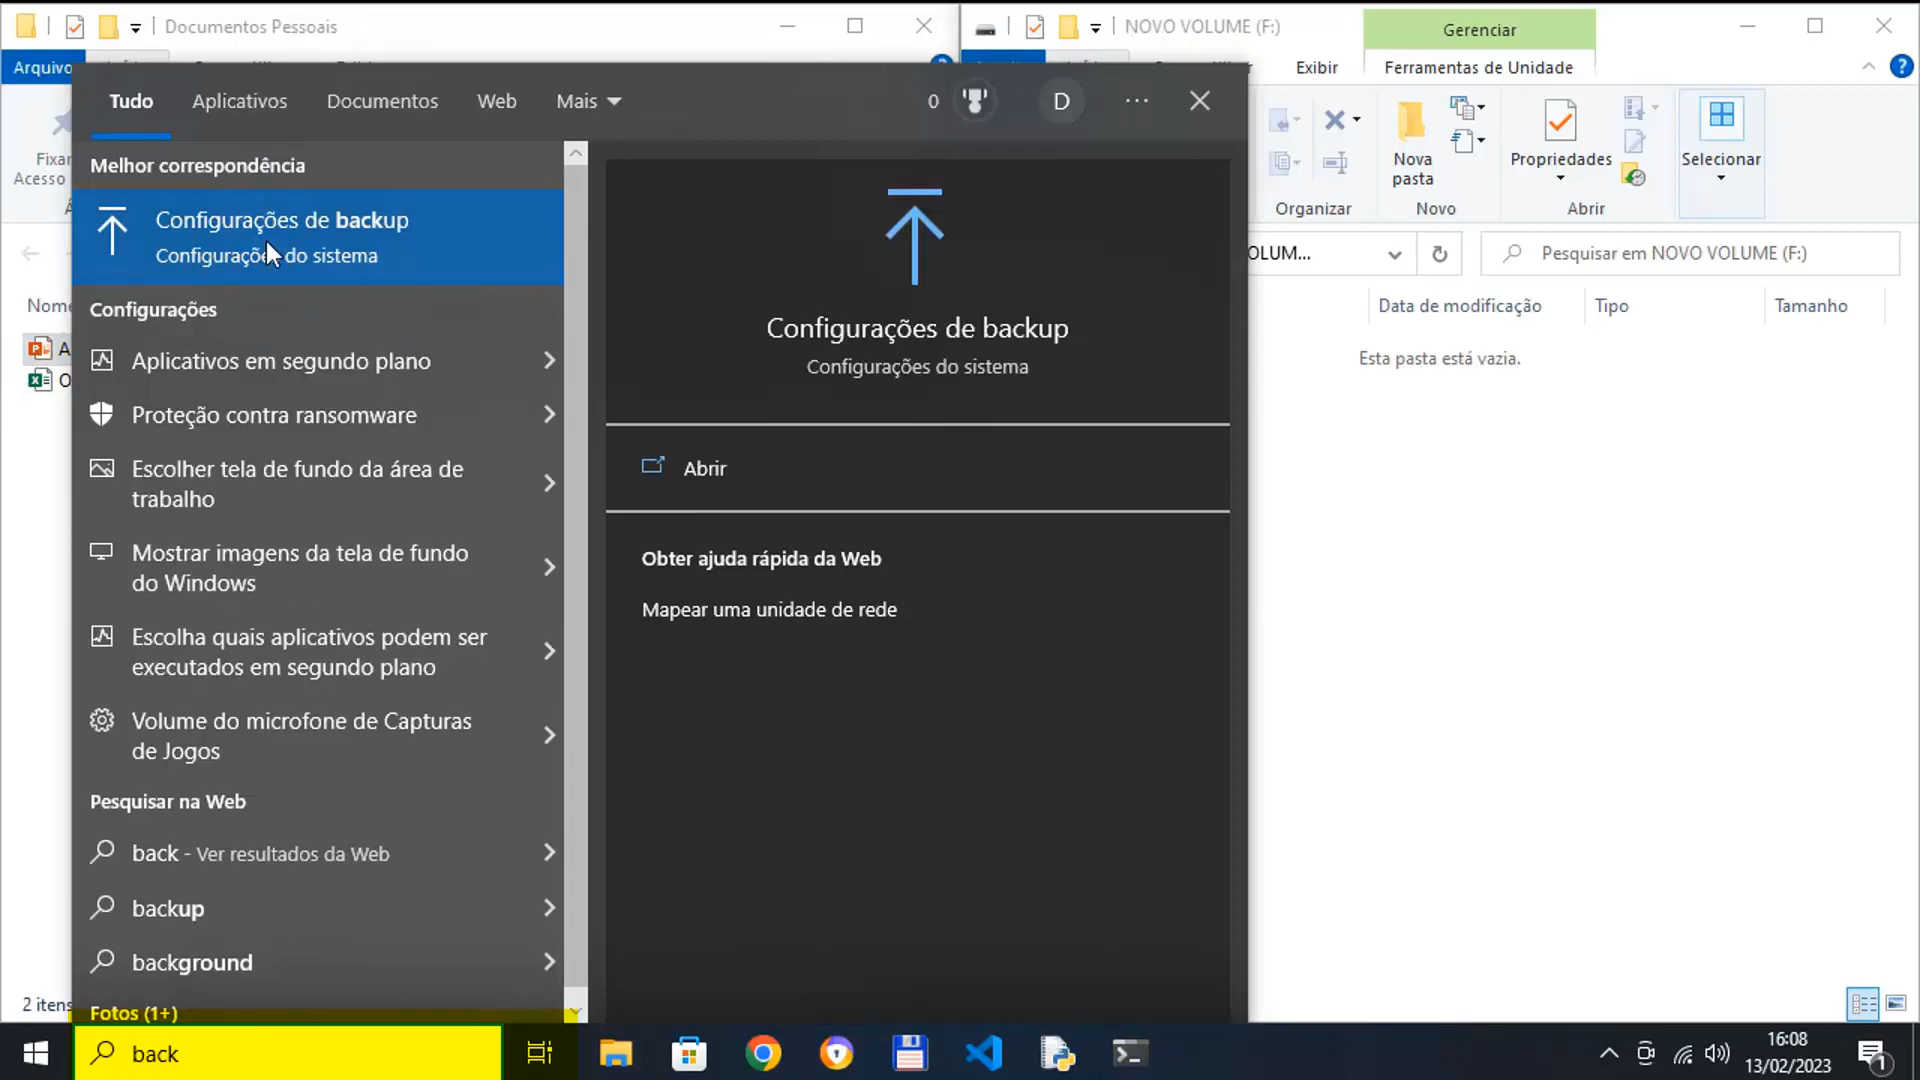 Documentos Pessoais
NOVO VOLUME (F:)
Gerenciar
Arquivo
Exibir
Ferramentas de Unidade
Tudo
Aplicativos
Documentos
Web
Mais
0
D
Fixar
Acesso
Nova
pasta
Propriedades
Selecionar
Organizar
Novo
Abrir
Melhor correspondência
Configurações de backup
Configurações do sistema
Configurações
Aplicativos em segundo plano
Proteção contra ransomware
Escolher tela de fundo da área de
trabalho
Mostrar imagens da tela de fundo
do Windows
Escolha quais aplicativos podem ser
executados em segundo plano
Volume do microfone de Capturas
de Jogos
Pesquisar na Web
back - Ver resultados da Web
backup
background
Fotos (1+)
Configurações de backup
Configurações do sistema
Abrir
Obter ajuda rápida da Web
Mapear uma unidade de rede
OLUM...
Pesquisar em NOVO VOLUME (F:)
Nome
Data de modificação
Tipo
Tamanho
Esta pasta está vazia.
A
O
2 itens
back
16:08
13/02/2023
1